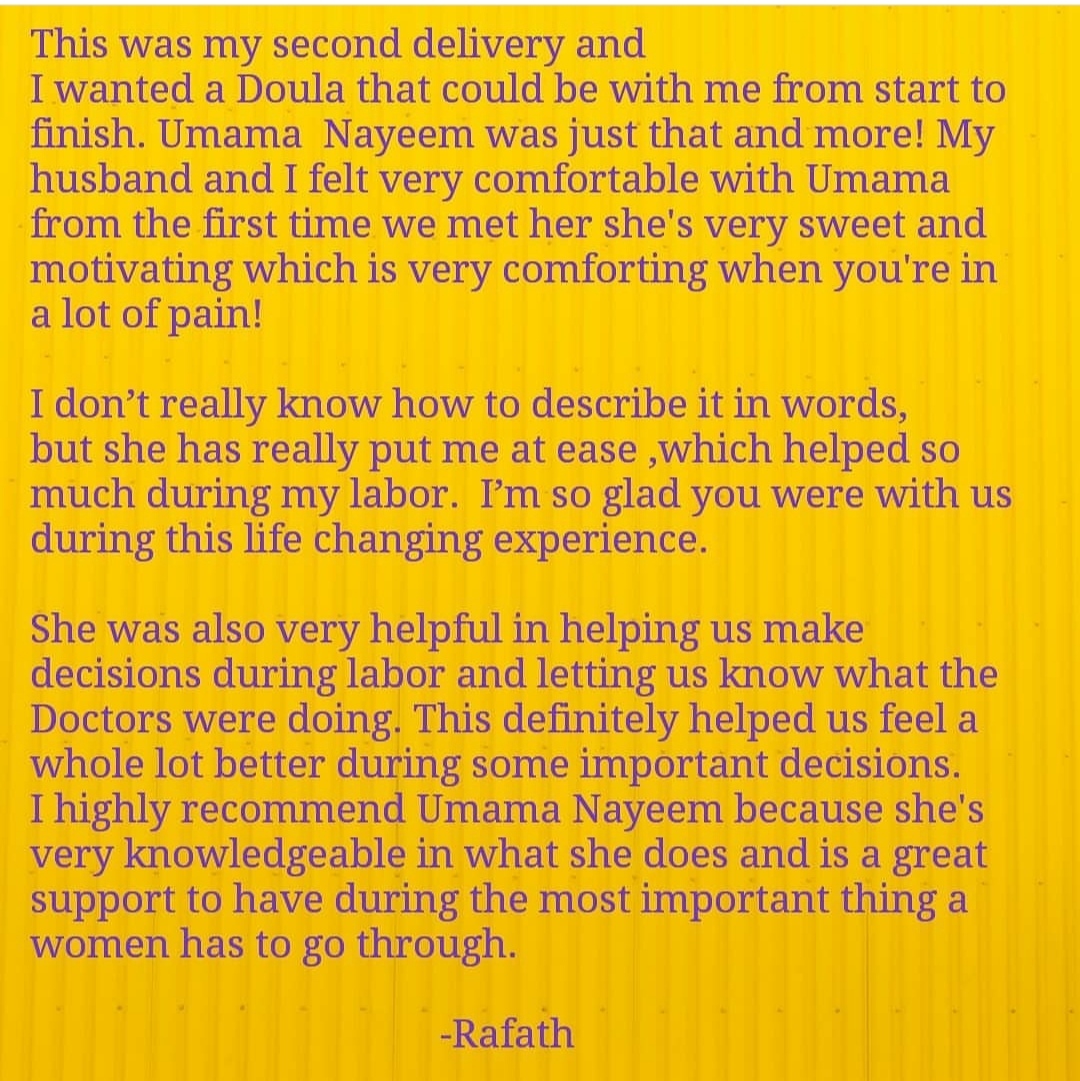 This was my second delivery and
I wanted a Doula that could be with me from start to
finish. Umama  Nayeem was just that and more! My
husband and I felt very comfortable with Umama
from the first time we met her she's very sweet and
motivating which is very comforting when you're in
a lot of pain!
I don’t really know how to describe it in words,
but she has really put me at ease ,which helped so
much during my labor.  I’m so glad you were with us
during this life changing experience.
She was also very helpful in helping us make
decisions during labor and letting us know what the
Doctors were doing. This definitely helped us feel a
whole lot better during some important decisions.
I highly recommend Umama Nayeem because she's
very knowledgeable in what she does and is a great
support to have during the most important thing a
women has to go through.
-Rafath